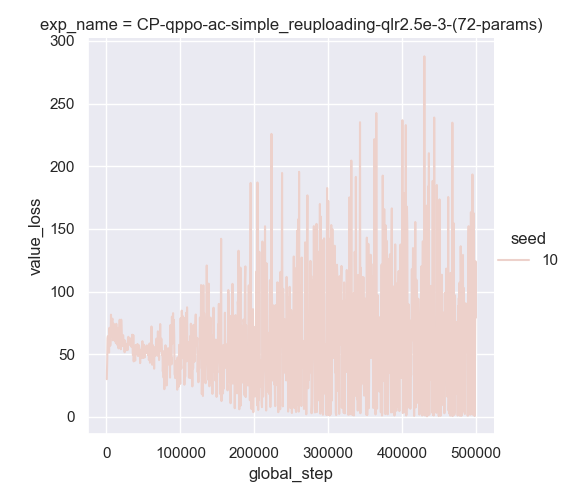 exp_name = CP-qppo-ac-simple_reuploading-qlr2.5e-3-(72-params)
300
250
200
150
100
50
0
value_loss
0 100000 200000 300000 400000 500000
global_step
seed
10